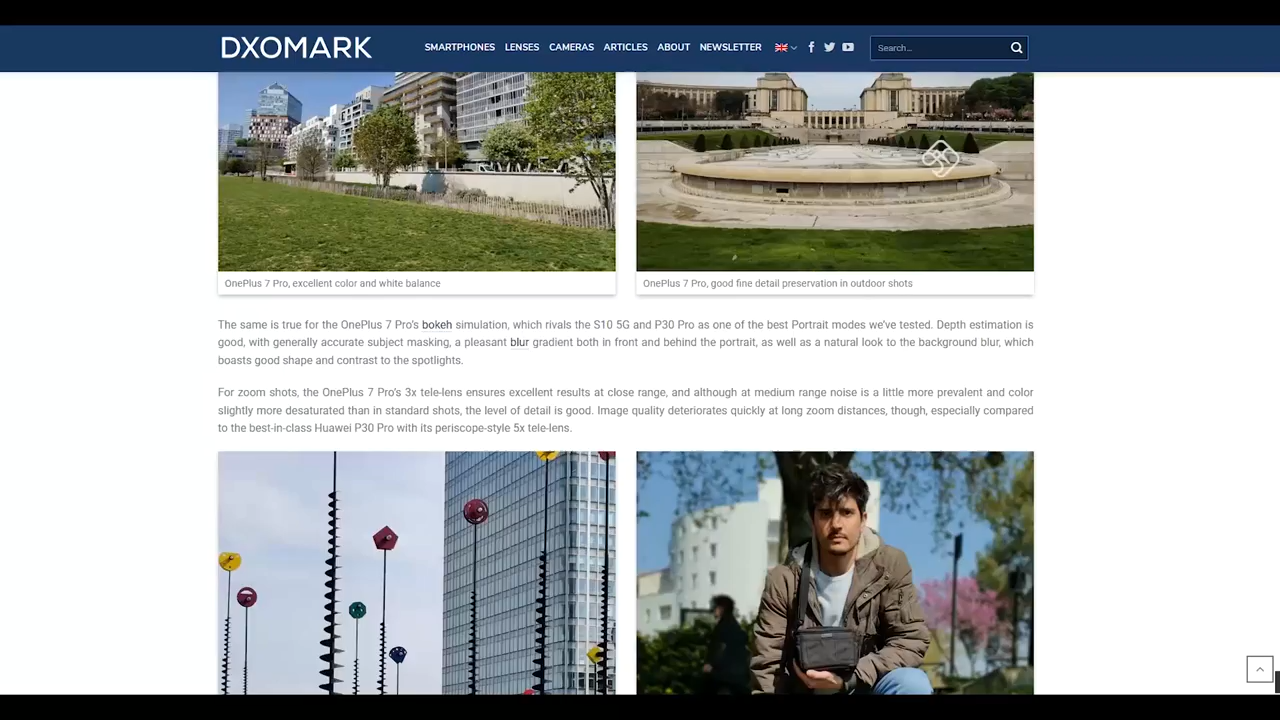 DXOMARK
SMARTPHONES LENSES CAMERAS ARTICLES ABOUT NEWSLETTER
Search...
OnePlus 7 Pro, excellent color and white balance
OnePlus 7 Pro, good fine detail preservation in outdoor shots
The same is true for the OnePlus 7 Pro's bokeh simulation, which rivals the S10 5G and P30 Pro as one of the best Portrait modes we've tested. Depth estimation is
good, with generally accurate subject masking, a pleasant blur gradient both in front and behind the portrait, as well as a natural look to the background blur, which
boasts good shape and contrast to the spotlights.
For zoom shots, the OnePlus 7 Pro's 3x tele-lens ensures excellent results at close range, and although at medium range noise is a little more prevalent and color
slightly more desaturated than in standard shots, the level of detail is good. Image quality deteriorates quickly at long zoom distances, though, especially compared
to the best-in-class Huawei P30 Pro with its periscope-style 5x tele-lens.